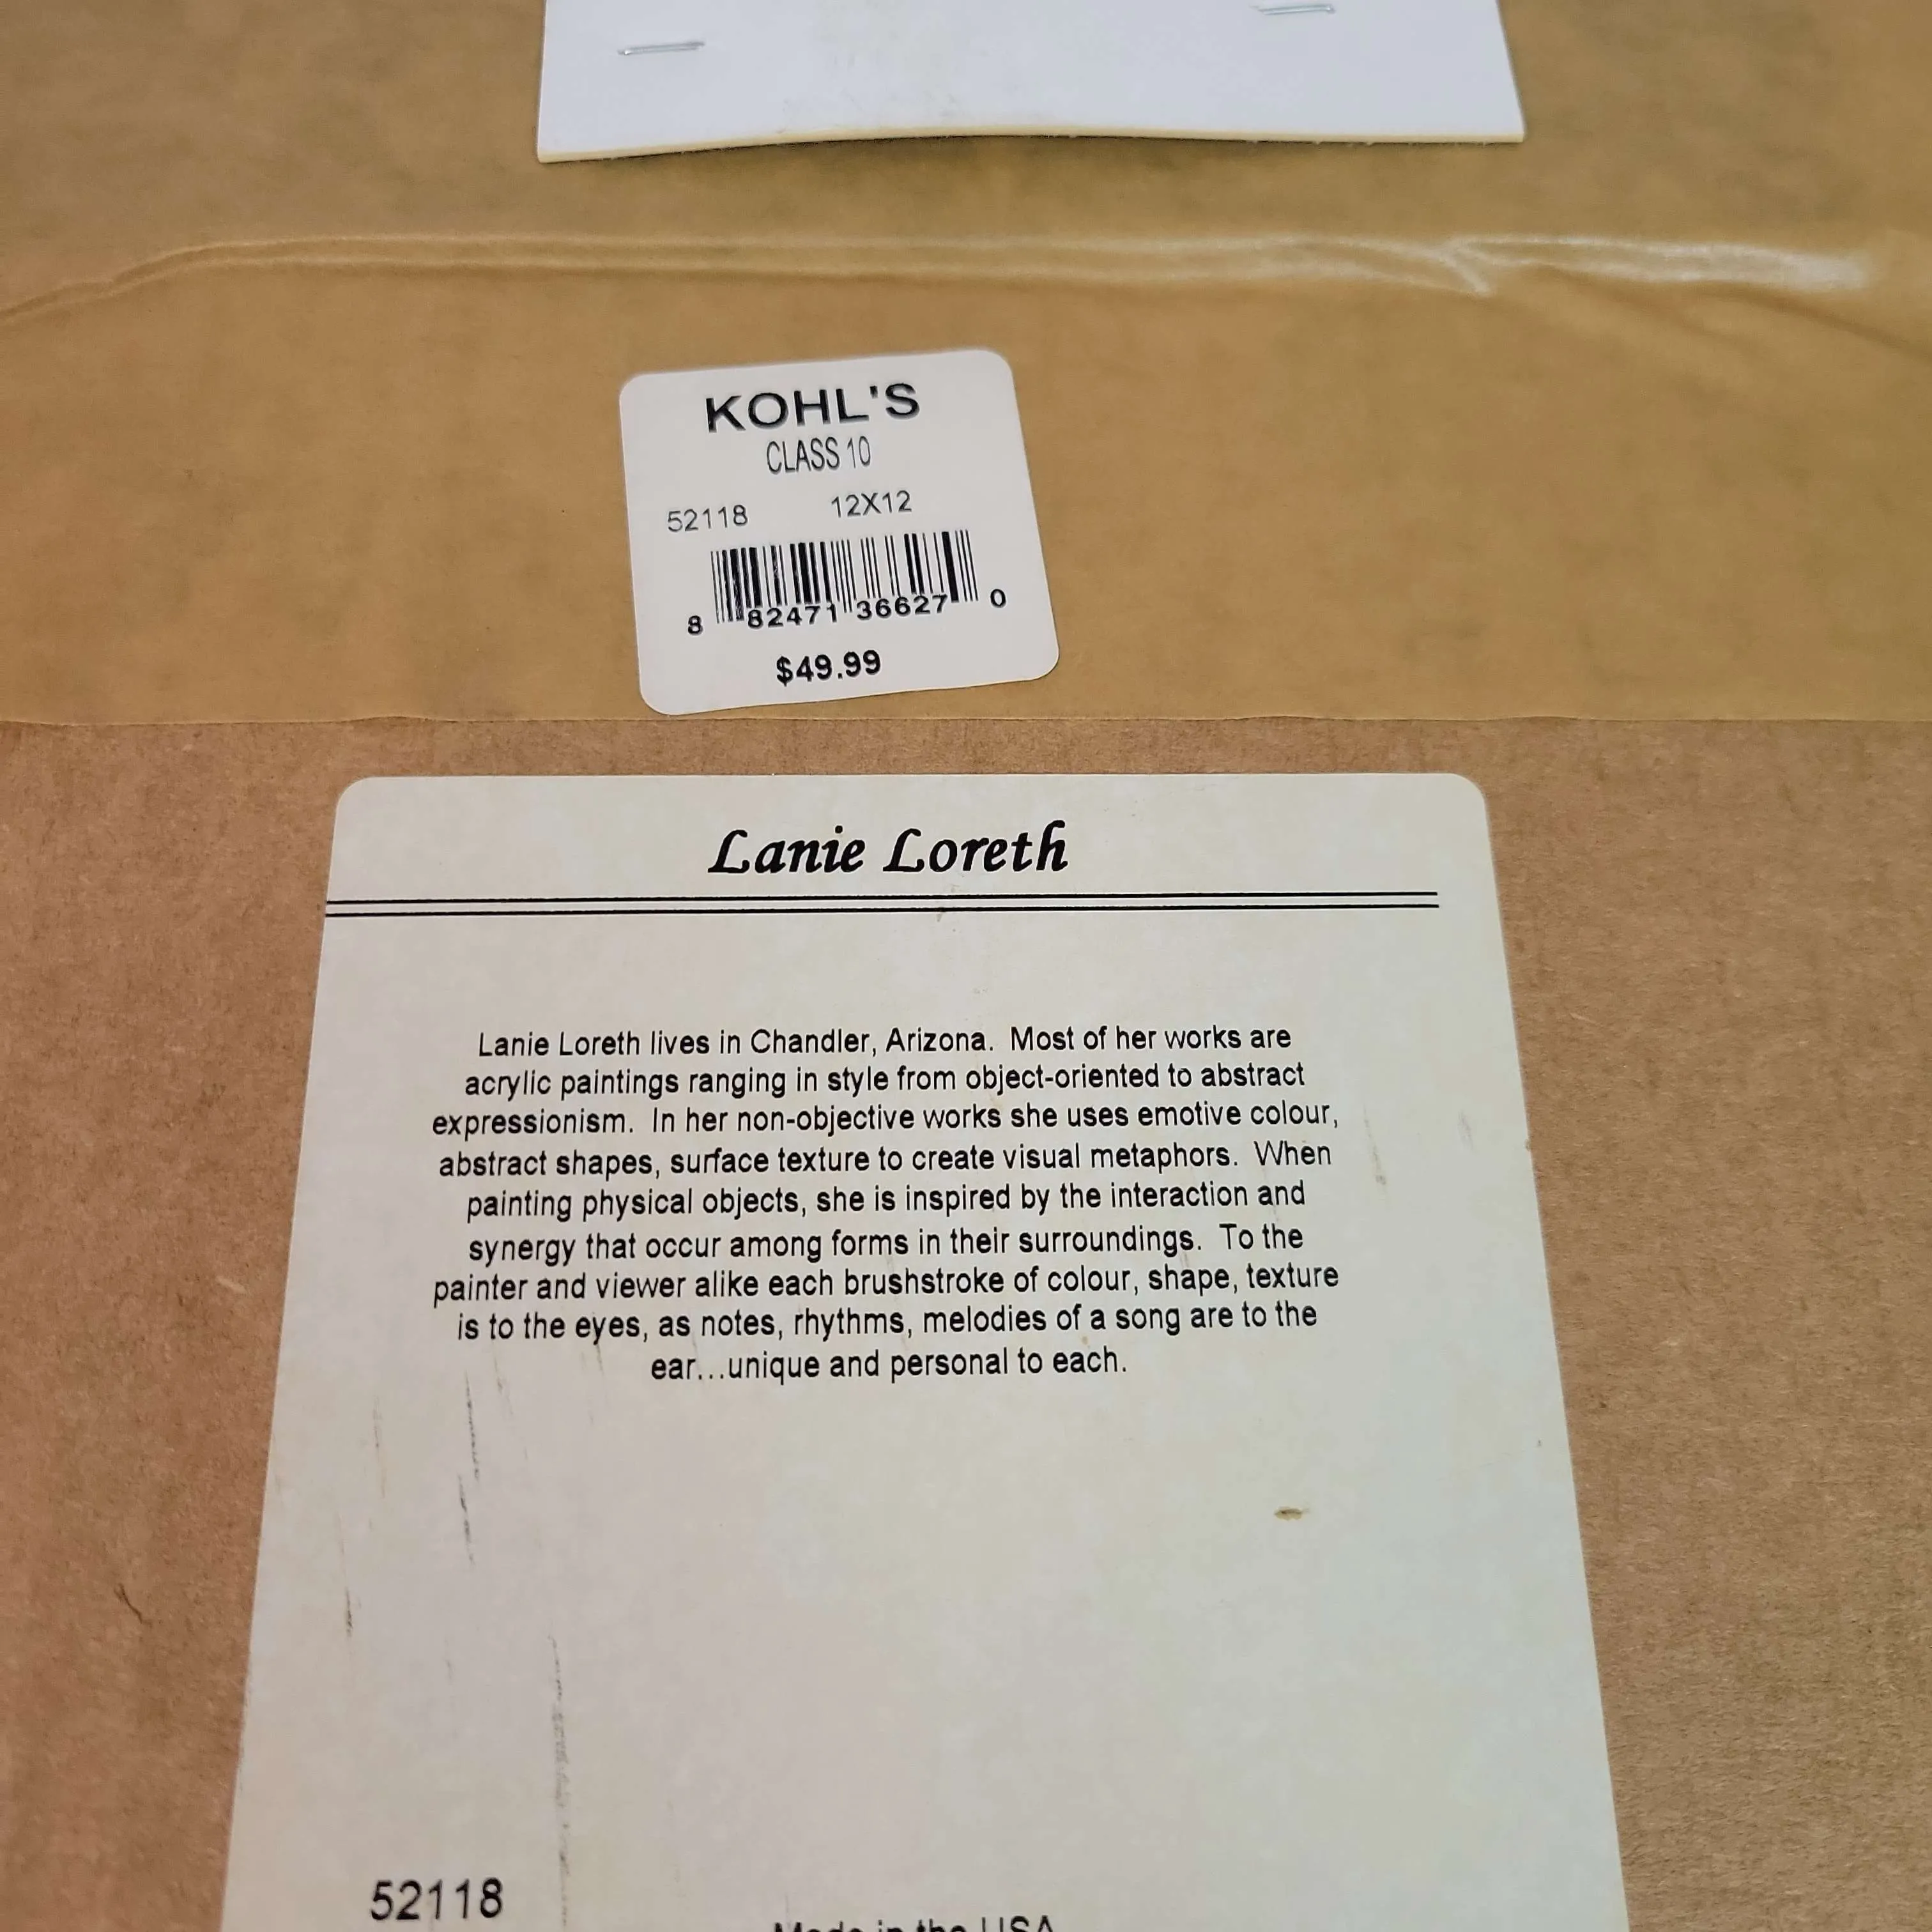 KOHL'S
CLASS 10
52118 12X12
8 82471 36627 0
$49.99
Lanie Loreth
Lanie Loreth lives in Chandler, Arizona. Most of her works are
acrylic paintings ranging in style from object-oriented to abstract
expressionism. In her non-objective works she uses emotive colour,
abstract shapes, surface texture to create visual metaphors. When
painting physical objects, she is inspired by the interaction and
synergy that occur among forms in their surroundings. To the
painter and viewer alike each brushstroke of colour, shape, texture
is to the eyes, as notes, rhythms, melodies of a song are to the
ear...unique and personal to each.
52118
Made in the USA